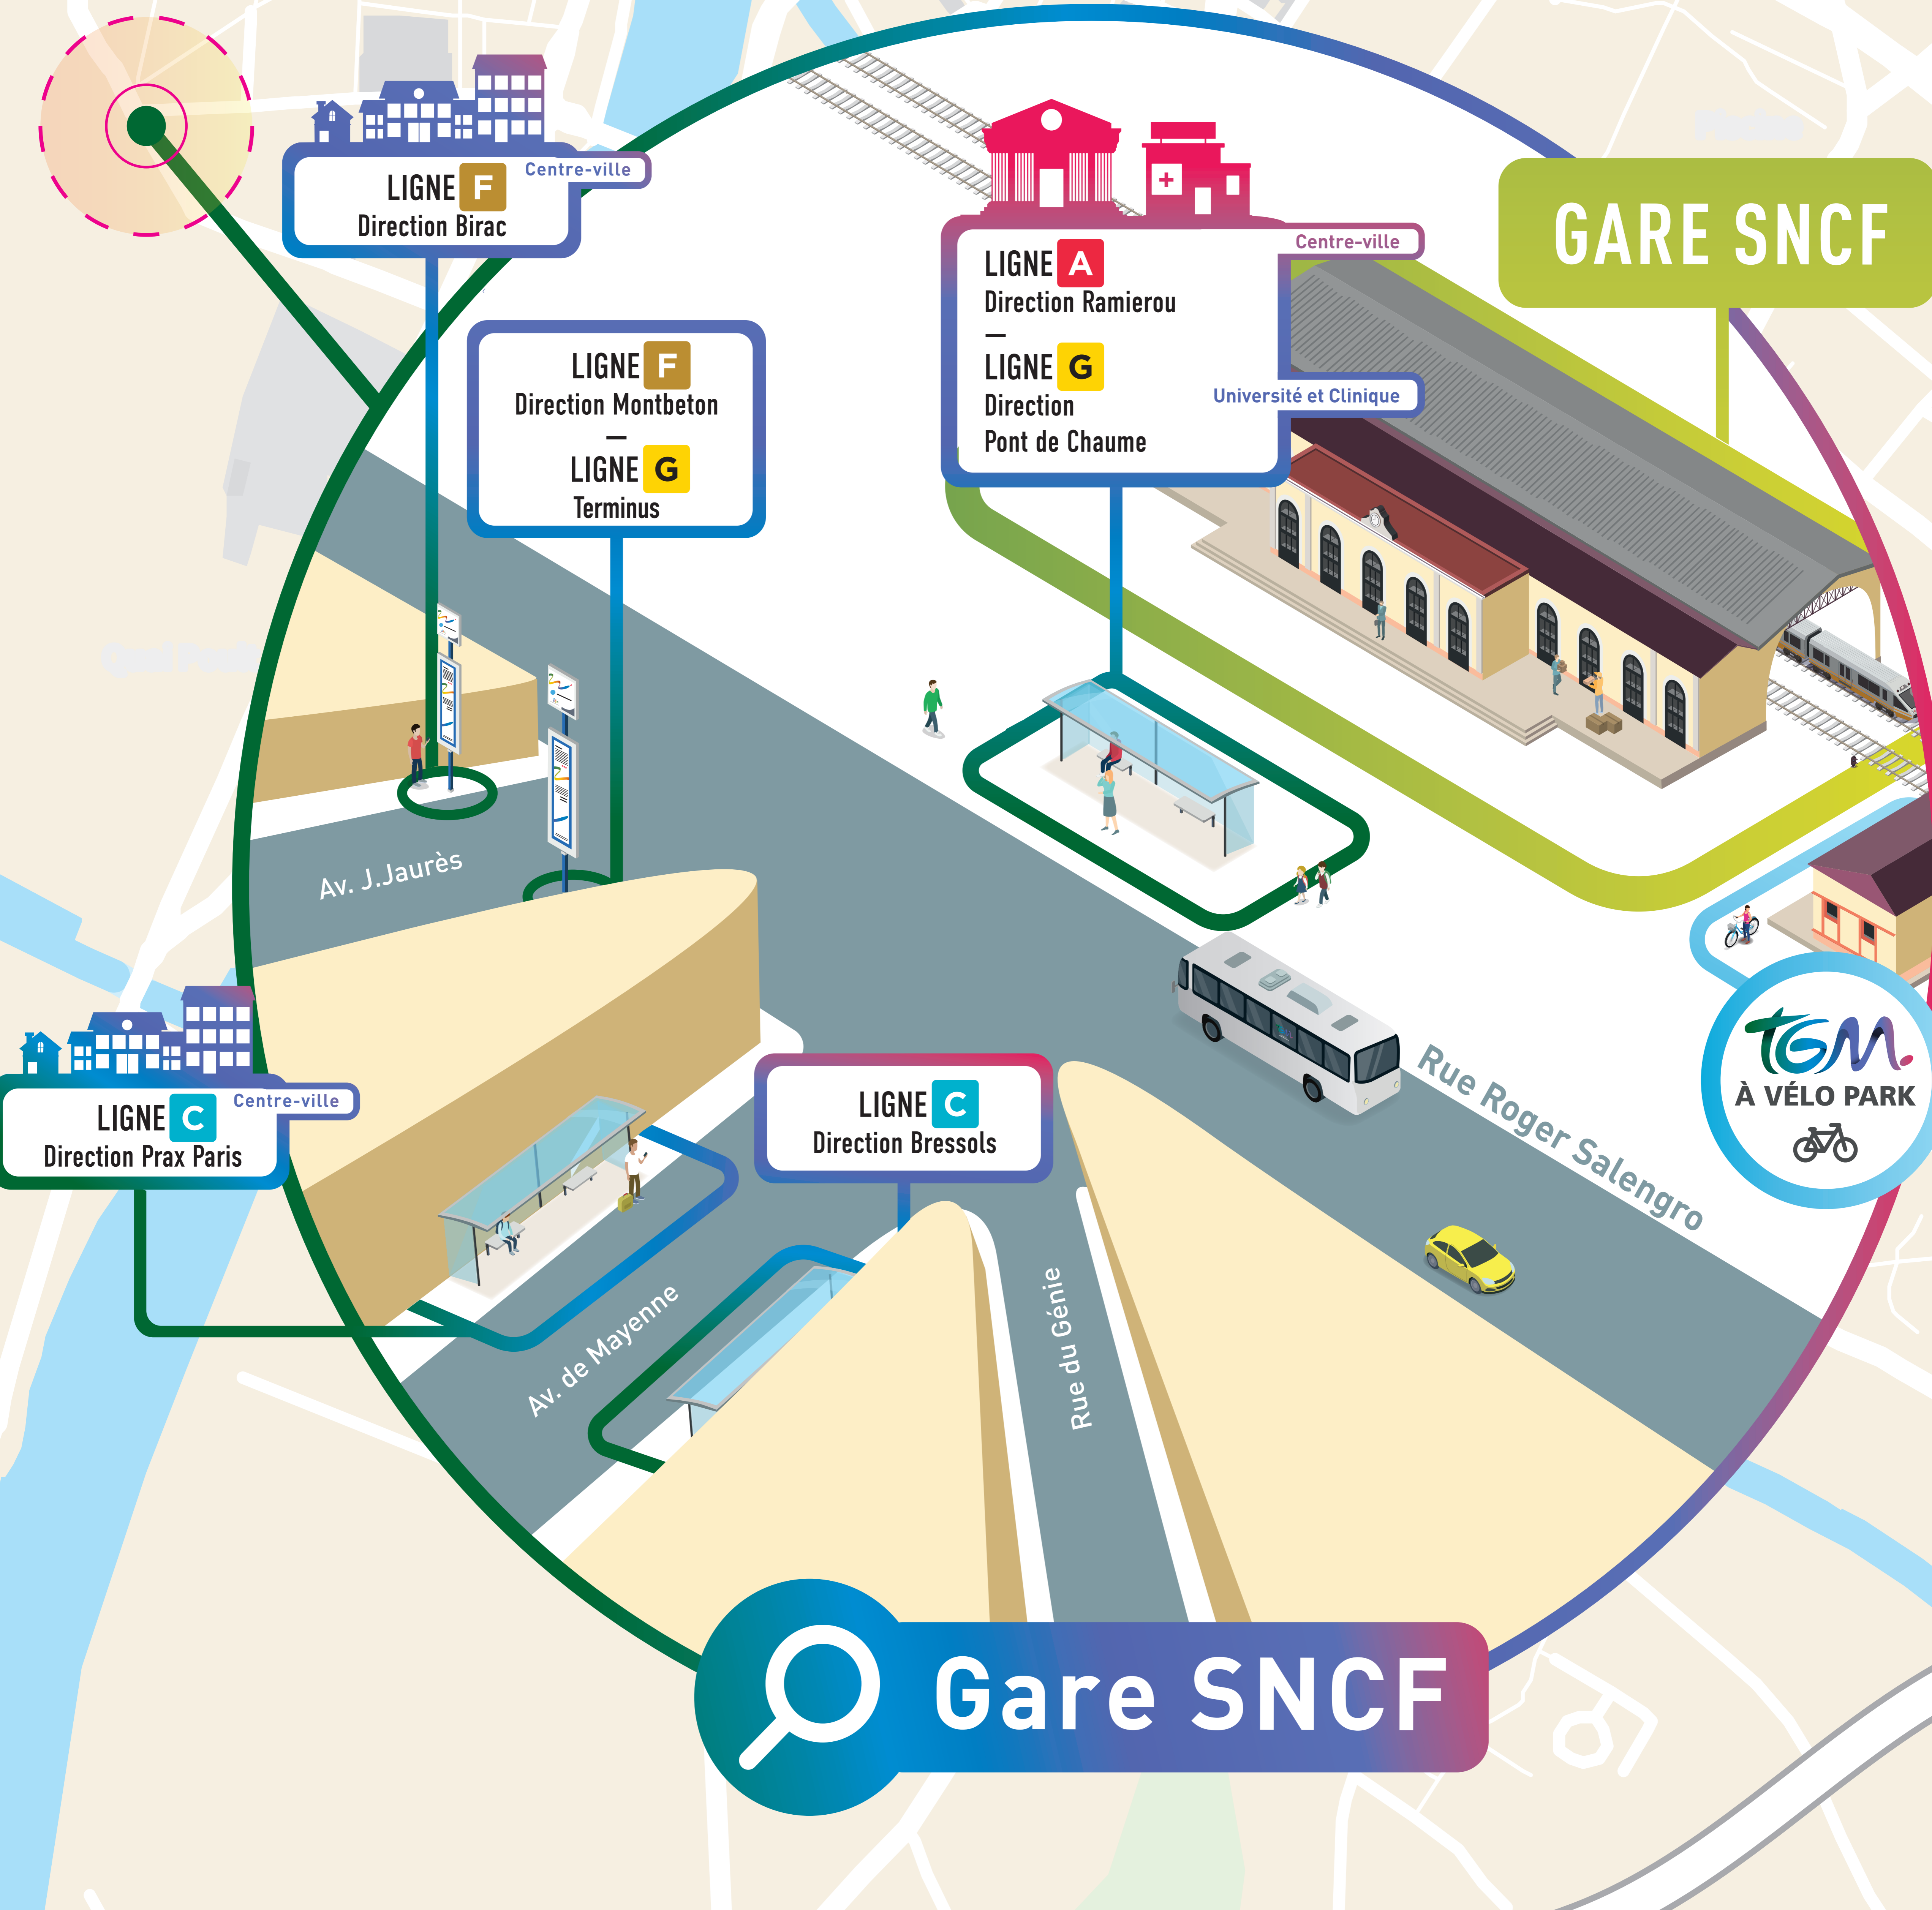 LIGNE F
Centre-ville
Direction Birac
LIGNE F
Direction Montbeton
—
LIGNE G
Terminus
LIGNE A
Centre-ville
Direction Ramierou
—
LIGNE G
Université et Clinique
Direction
Pont de Chaume
GARE SNCF
Av. J.Jaurès
LIGNE C
Centre-ville
Direction Prax Paris
LIGNE C
Direction Bressols
Rue Roger Salengro
TGM.
À VÉLO PARK
Av. de Mayenne
Rue du Génie
Gare SNCF